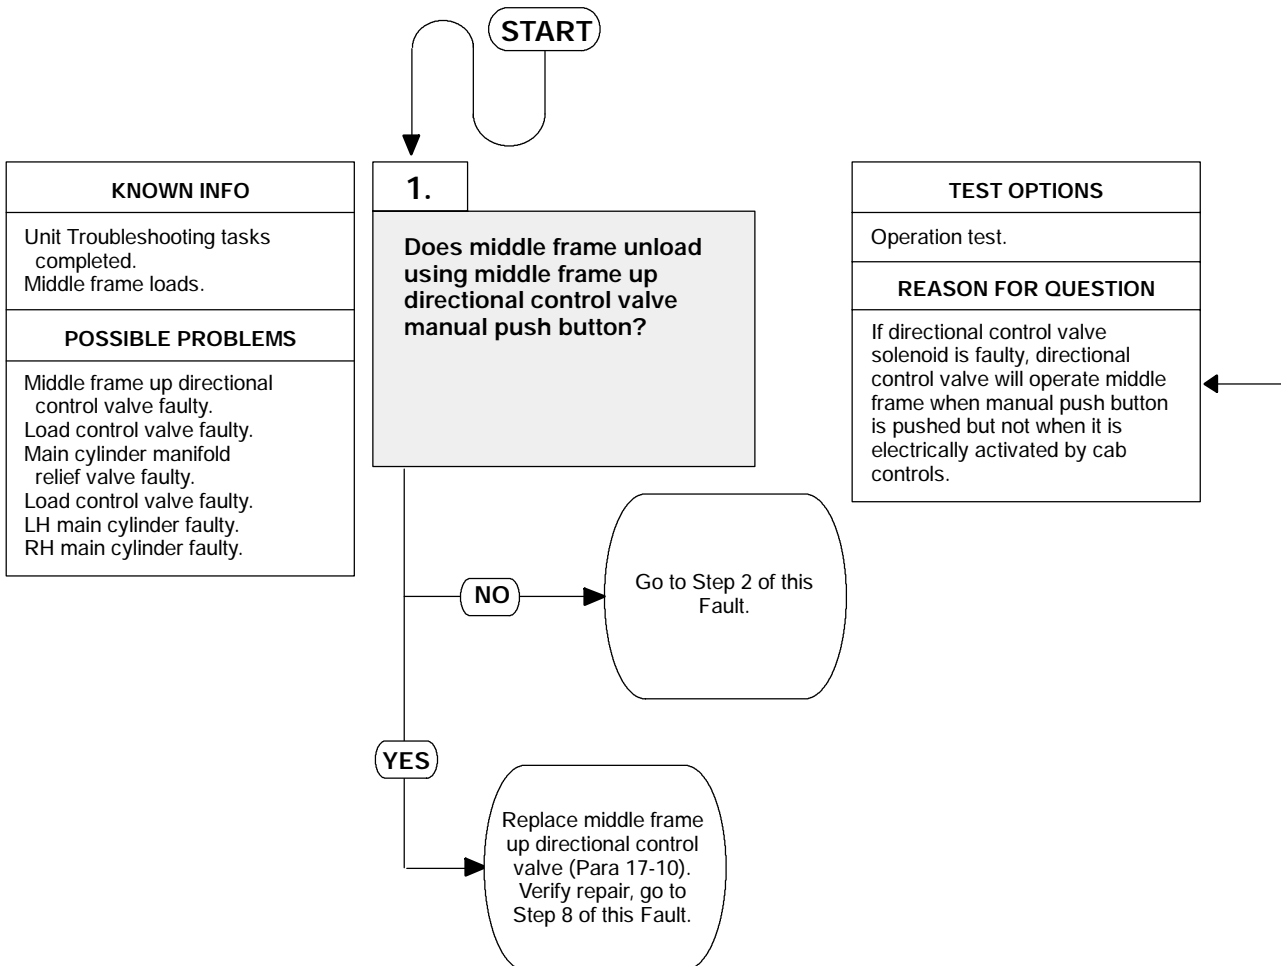 START
KNOWN INFO
Unit Troubleshooting tasks
completed.
Middle frame loads.
POSSIBLE PROBLEMS
Middle frame up directional
control valve faulty.
Load control valve faulty.
Main cylinder manifold
relief valve faulty.
Load control valve faulty.
LH main cylinder faulty.
RH main cylinder faulty.
1.
Does middle frame unload
using middle frame up
directional control valve
manual push button?
TEST OPTIONS
Operation test.
REASON FOR QUESTION
If directional control valve
solenoid is faulty, directional
control valve will operate middle
frame when manual push button
is pushed but not when it is
electrically activated by cab
controls.
NO
Go to Step 2 of this
Fault.
YES
Replace middle frame
up directional control
valve (Para 17-10).
Verify repair, go to
Step 8 of this Fault.